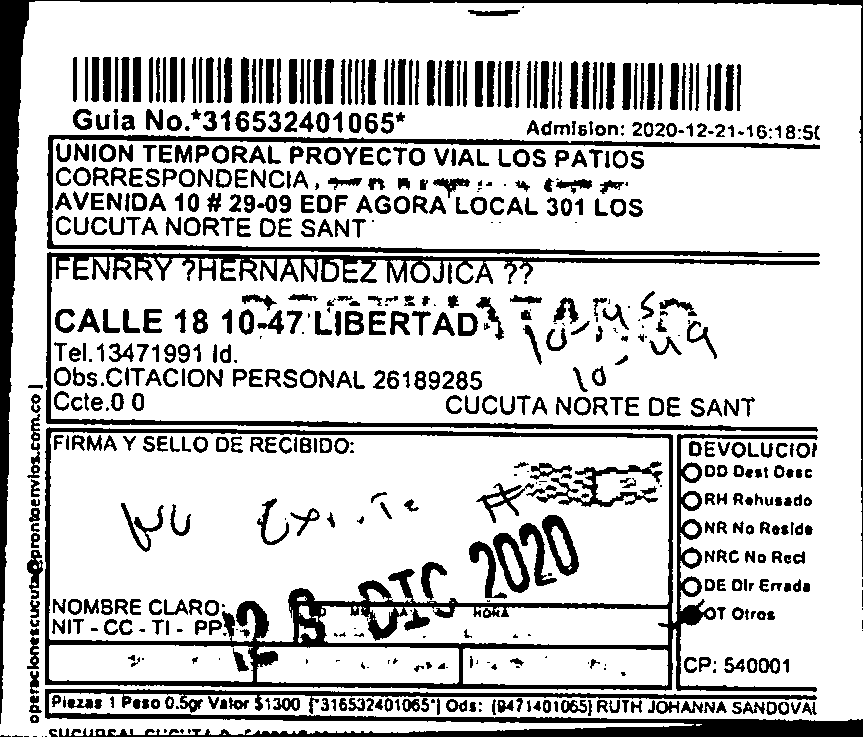 Guia No.*316532401065*
Admision: 2020-12-21-16:18:50
UNION TEMPORAL PROYECTO VIAL LOS PATIOS
CORRESPONDENCIA,
AVENIDA 10 # 29-09 EDF AGORA LOCAL 301 LOS
CUCUTA NORTE DE SANT
FENRRY ?HERNANDEZ MOJICA ??
CALLE 18 10-47 LIBERTAD
10-49
Tel.13471991 Id.
Obs.CITACION PERSONAL 26189285
Ccte.0 0
CUCUTA NORTE DE SANT
operacionescucuta@prontoenvios.com.co |
FIRMA Y SELLO DE RECIBIDO:
No Existe #
DIC 2020
NOMBRE CLARO:
HORA
NIT - CC - TI - PP.
DEVOLUCIO
DD Dest Desc
RH Rehusado
NR No Reside
NRC No Recl
DE Dir Errada
OT Otros
CP: 540001
Piezas 1 Peso 0.5gr Valor $1300 {*316532401065*} Ods: {9471401065} RUTH JOHANNA SANDOVAL